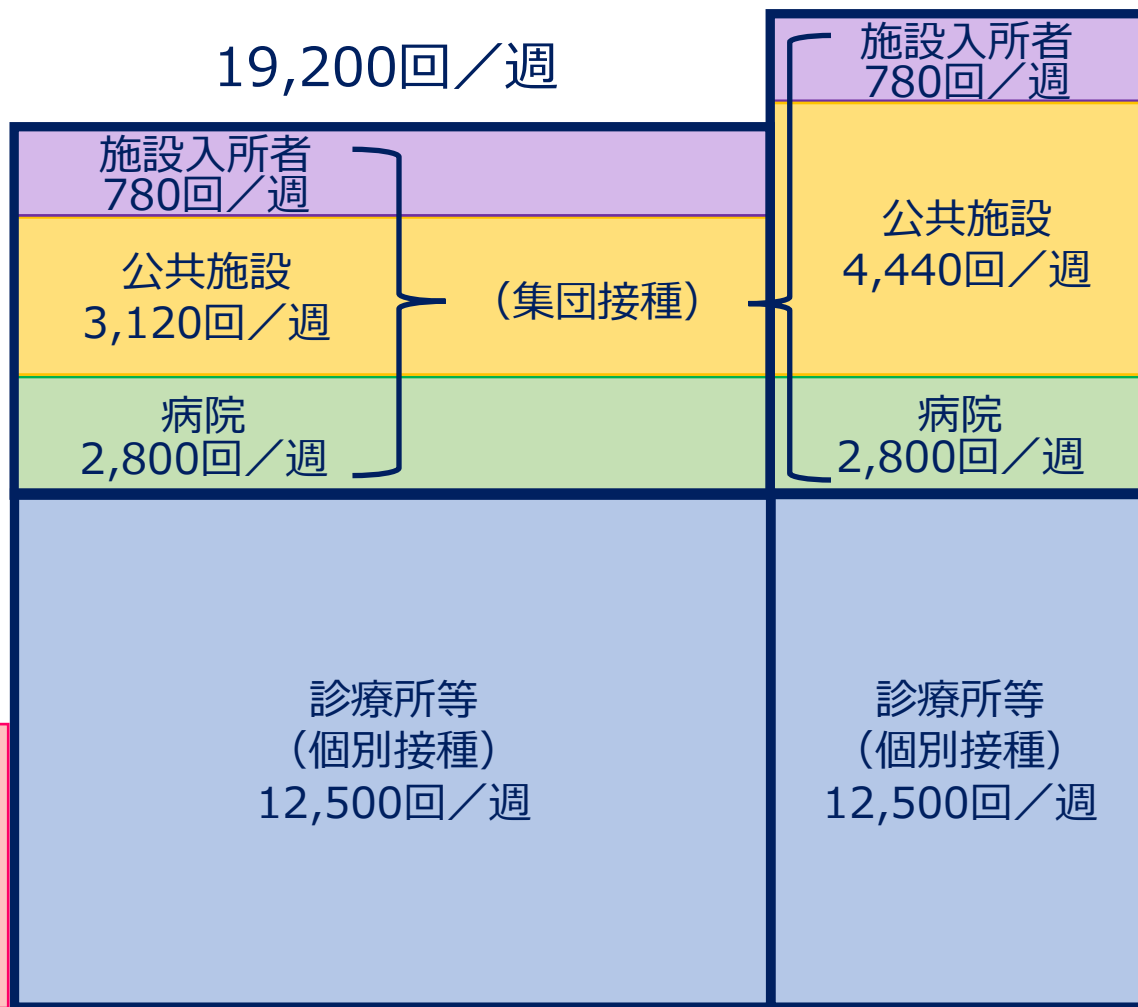 19,200回／週
施設入所者
780回／週
公共施設
3,120回／週
病院
2,800回／週
（集団接種）
診療所等
（個別接種）
12,500回／週
施設入所者
780回／週
公共施設
4,440回／週
病院
2,800回／週
診療所等
（個別接種）
12,500回／週